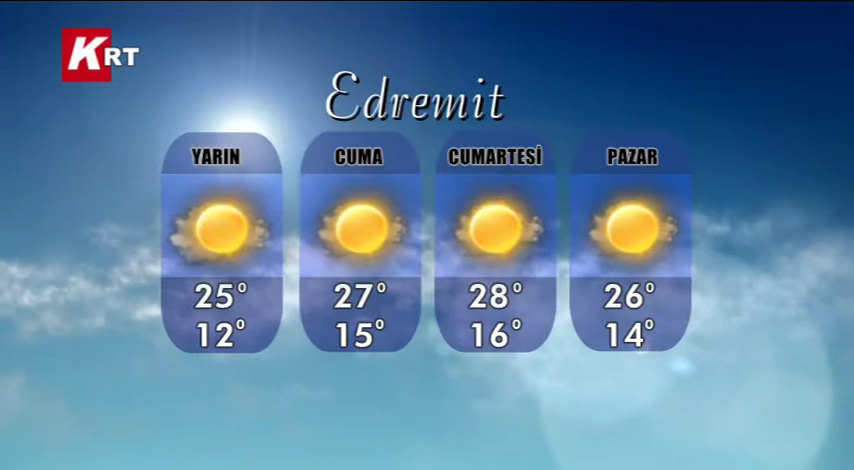 KRT
Edremit
YARIN CUMA CUMARTESİ PAZAR
25° 27° 28° 26°
12° 15° 16° 14°